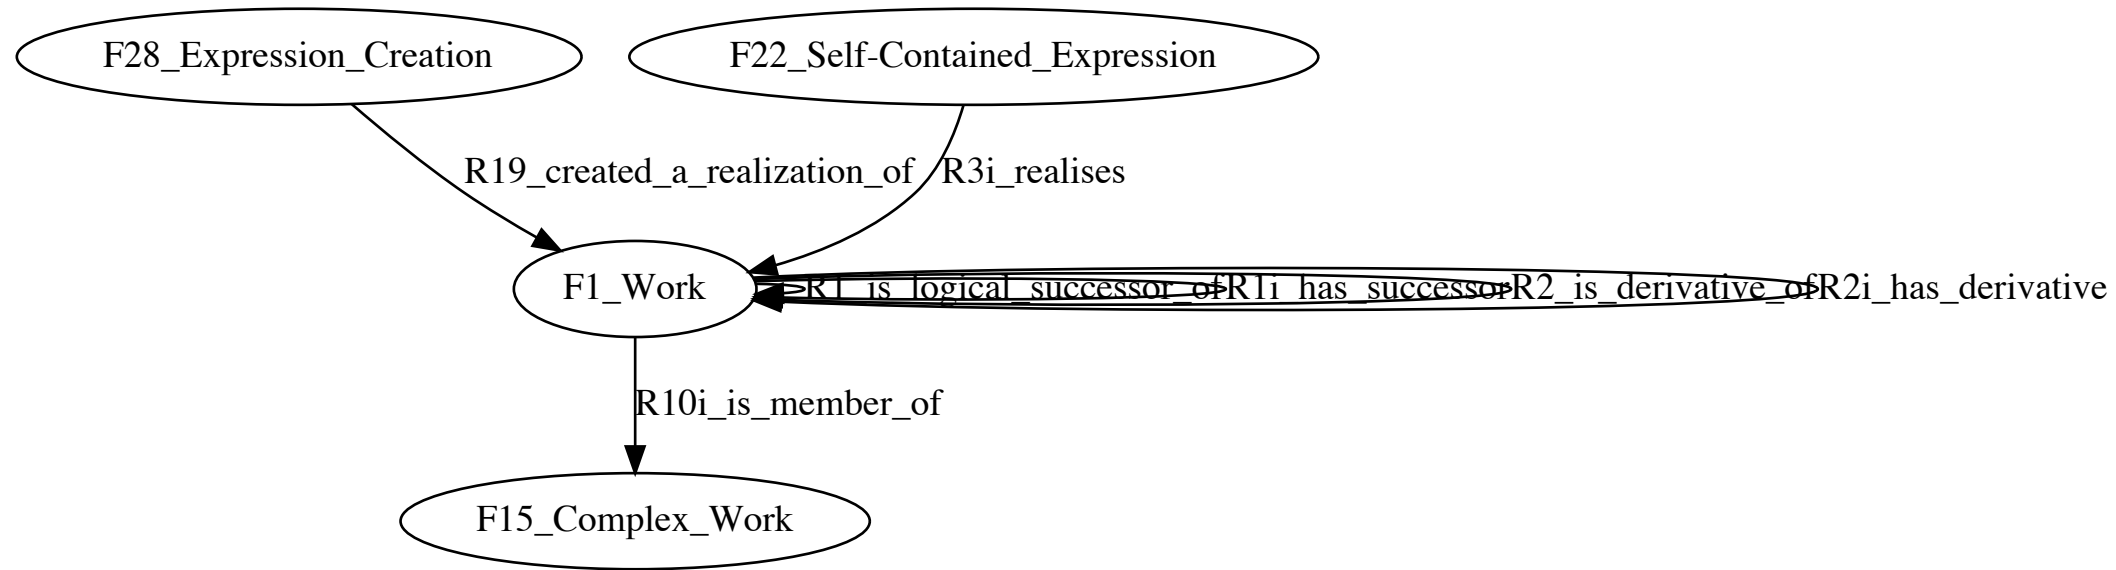 F28_Expression_Creation
F22_Self-Contained_Expression
R19_created_a_realization_of
R3i_realises
F1_Work
R1_is_logical_successor_of
R1i_has_successor
R2_is_derivative_of
R2i_has_derivative
R10i_is_member_of
F15_Complex_Work